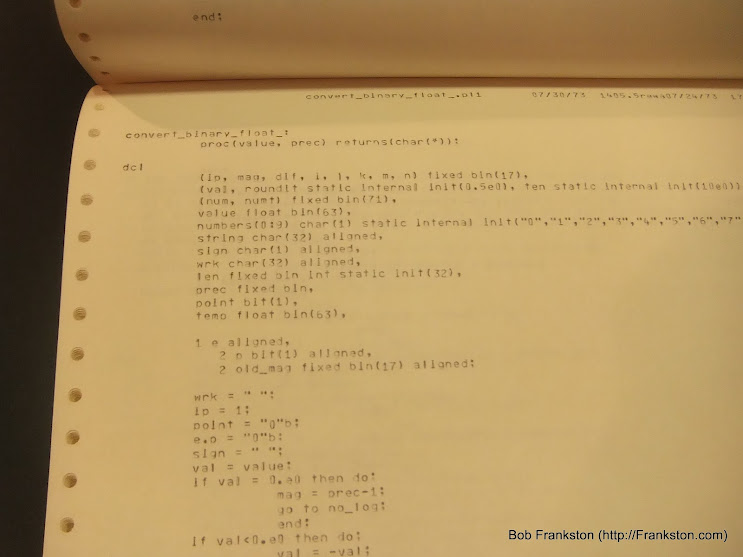 end;
convert_binary_float_.pl1 07/30/73 1405.5 07/24/73 17
convert_binary_float_:
proc(value, prec) returns(char(*));
dcl
(ip, mag, dif, i, j, k, m, n) fixed bin(17),
(val, roundit static internal init(0.5e0), ten static internal init(10e0))
(num, numt) fixed bin(71),
value float bin(63),
numbers(0:9) char(1) static internal init("0","1","2","3","4","5","6","7"
string char(32) aligned,
sign char(1) aligned,
wrk char(32) aligned,
len fixed bin int static init(32),
prec fixed bin,
point bit(1),
temp float bin(63),
1 e aligned,
2 o bit(1) aligned,
2 old_mag fixed bin(17) aligned;
wrk = " ";
ip = 1;
point = "0"b;
e.o = "0"b;
sign = " ";
val = value;
if val = 0.e0 then do;
mag = prec-1;
go to no_log;
end;
if val<0.e0 then do;
val = -val;
Bob Frankston (http://Frankston.com)